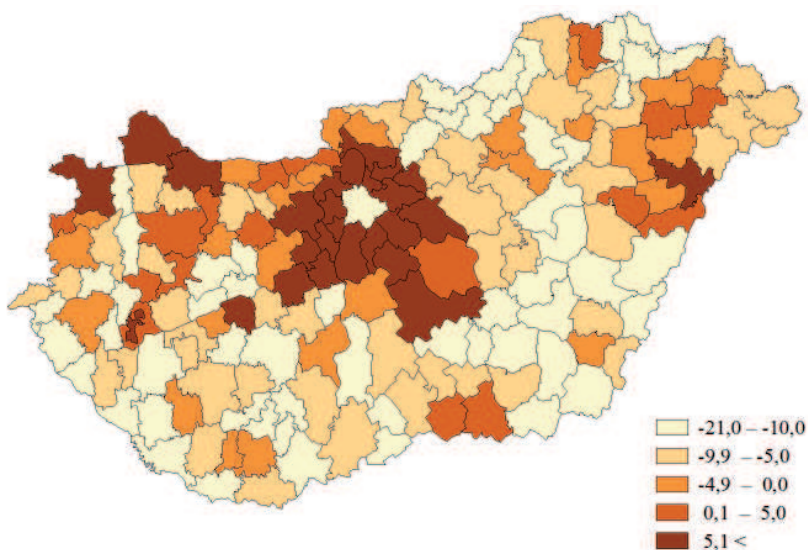 -21,0 – -10,0
-9,9 – -5,0
-4,9 – 0,0
0,1 – 5,0
5,1 <